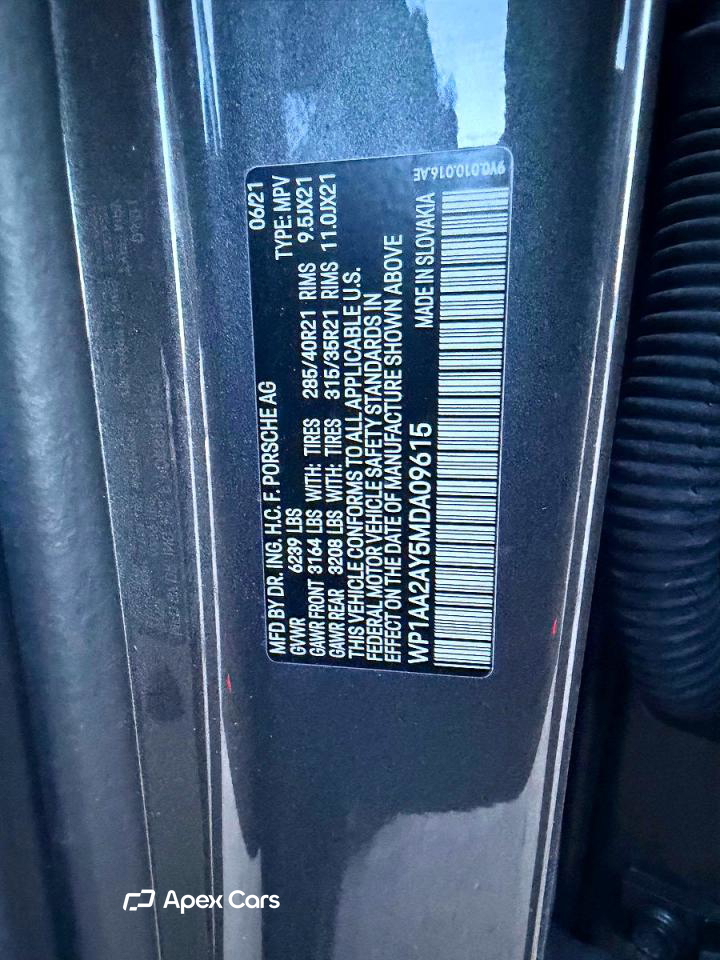 MFD BY DR. ING. H.C. F. PORSCHE AG 06/21
GVWR 6239 LBS TYPE: MPV
GAWR FRONT 3164 LBS WITH: TIRES 285/40R21 RIMS 9.5JX21
GAWR REAR 3208 LBS WITH: TIRES 315/35R21 RIMS 11.0JX21
THIS VEHICLE CONFORMS TO ALL APPLICABLE U.S.
FEDERAL MOTOR VEHICLE SAFETY STANDARDS IN
EFFECT ON THE DATE OF MANUFACTURE SHOWN ABOVE
WP1AA2AY5MDA09615 MADE IN SLOVAKIA
9Y0.010.016.AE
Apex Cars